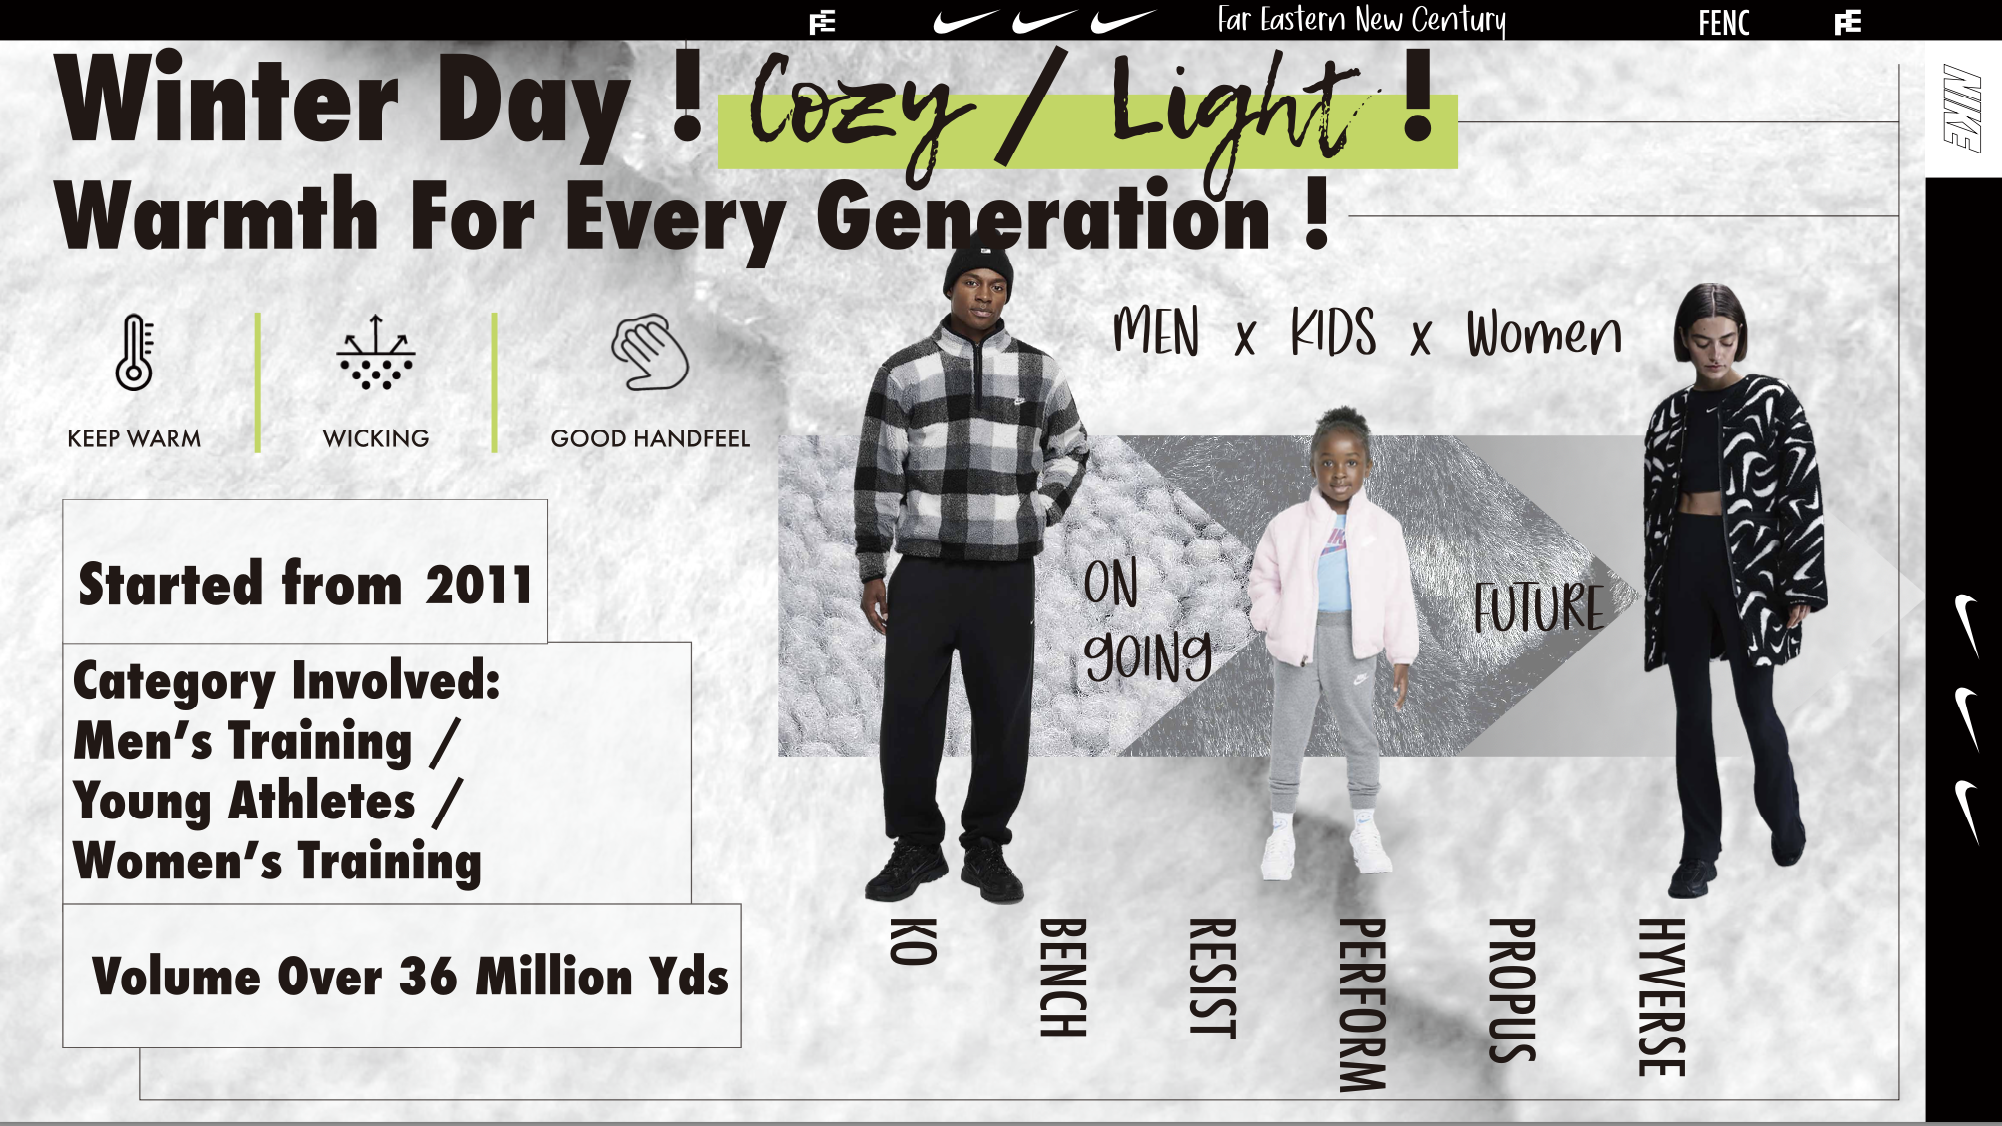 Far Eastern New Century
FENC
NIKE
Winter Day ! Cozy / Light !
Warmth For Every Generation !
MEN x KIDS x Women
KEEP WARM
WICKING
GOOD HANDFEEL
Started from 2011
Category Involved:
Men’s Training /
Young Athletes /
Women’s Training
Volume Over 36 Million Yds
ON
gOINg
FUTURE
KO
BENCH
RESIST
PERFORM
PROPUS
HYVERSE